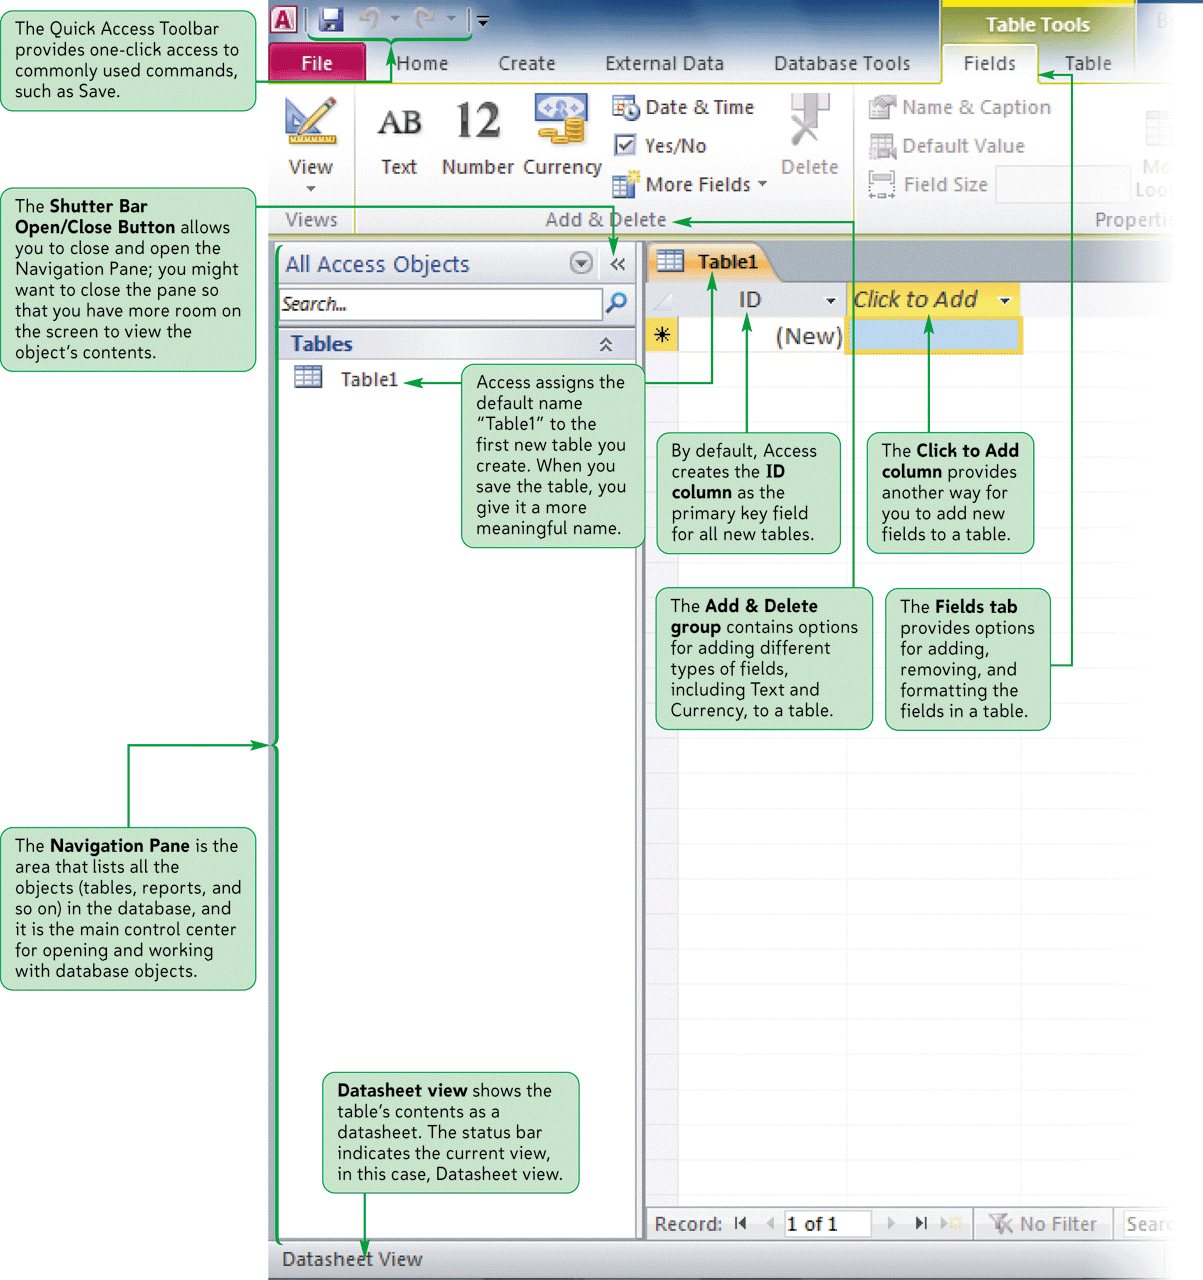 The Quick Access Toolbar
provides one-click access to
commonly used commands,
such as Save.
A
Table Tools
File
Home
Create
External Data
Database Tools
Fields
Table
View
AB
Text
12
Number
Currency
Date & Time
Yes/No
More Fields
Delete
Name & Caption
Default Value
Field Size
Mo
Loo
Views
Add & Delete
Properti
The Shutter Bar
Open/Close Button allows
you to close and open the
Navigation Pane; you might
want to close the pane so
that you have more room on
the screen to view the
object's contents.
All Access Objects
«
Search...
Tables
Table1
Table1
ID
Click to Add
(New)
Access assigns the
default name
“Table1” to the
first new table you
create. When you
save the table, you
give it a more
meaningful name.
By default, Access
creates the ID
column as the
primary key field
for all new tables.
The Click to Add
column provides
another way for
you to add new
fields to a table.
The Add & Delete
group contains options
for adding different
types of fields,
including Text and
Currency, to a table.
The Fields tab
provides options
for adding,
removing, and
formatting the
fields in a table.
The Navigation Pane is the
area that lists all the
objects (tables, reports, and
so on) in the database, and
it is the main control center
for opening and working
with database objects.
Datasheet view shows the
table's contents as a
datasheet. The status bar
indicates the current view,
in this case, Datasheet view.
Record:
1 of 1
No Filter
Sear
Datasheet View